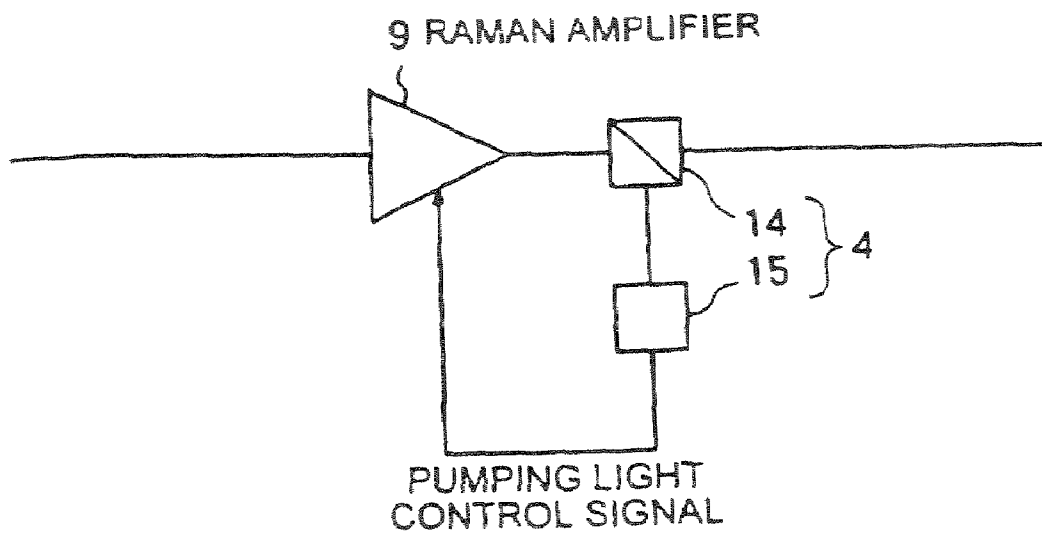 9 RAMAN AMPLIFIER
14
15
4
PUMPING LIGHT
CONTROL SIGNAL